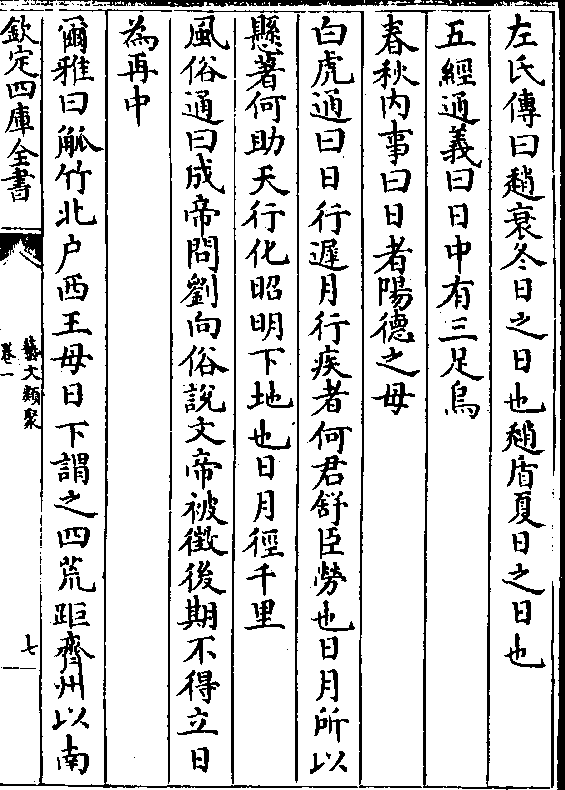 左氏傳曰趙衰冬日之日也趙盾夏日之日也
五經通義曰日中有三足烏
春秋内事曰日者陽德之母
白虎通曰日行遲月行疾者何君舒臣勞也日月所以
懸著何助天行化昭明下地也日月徑千里
風俗通曰成帝問劉向俗說文帝被徵後期不得立日
為再中
爾雅曰觚竹北户西王母日下謂之四荒距齊州以南
欽定四庫全書
藝文類聚
卷一
七